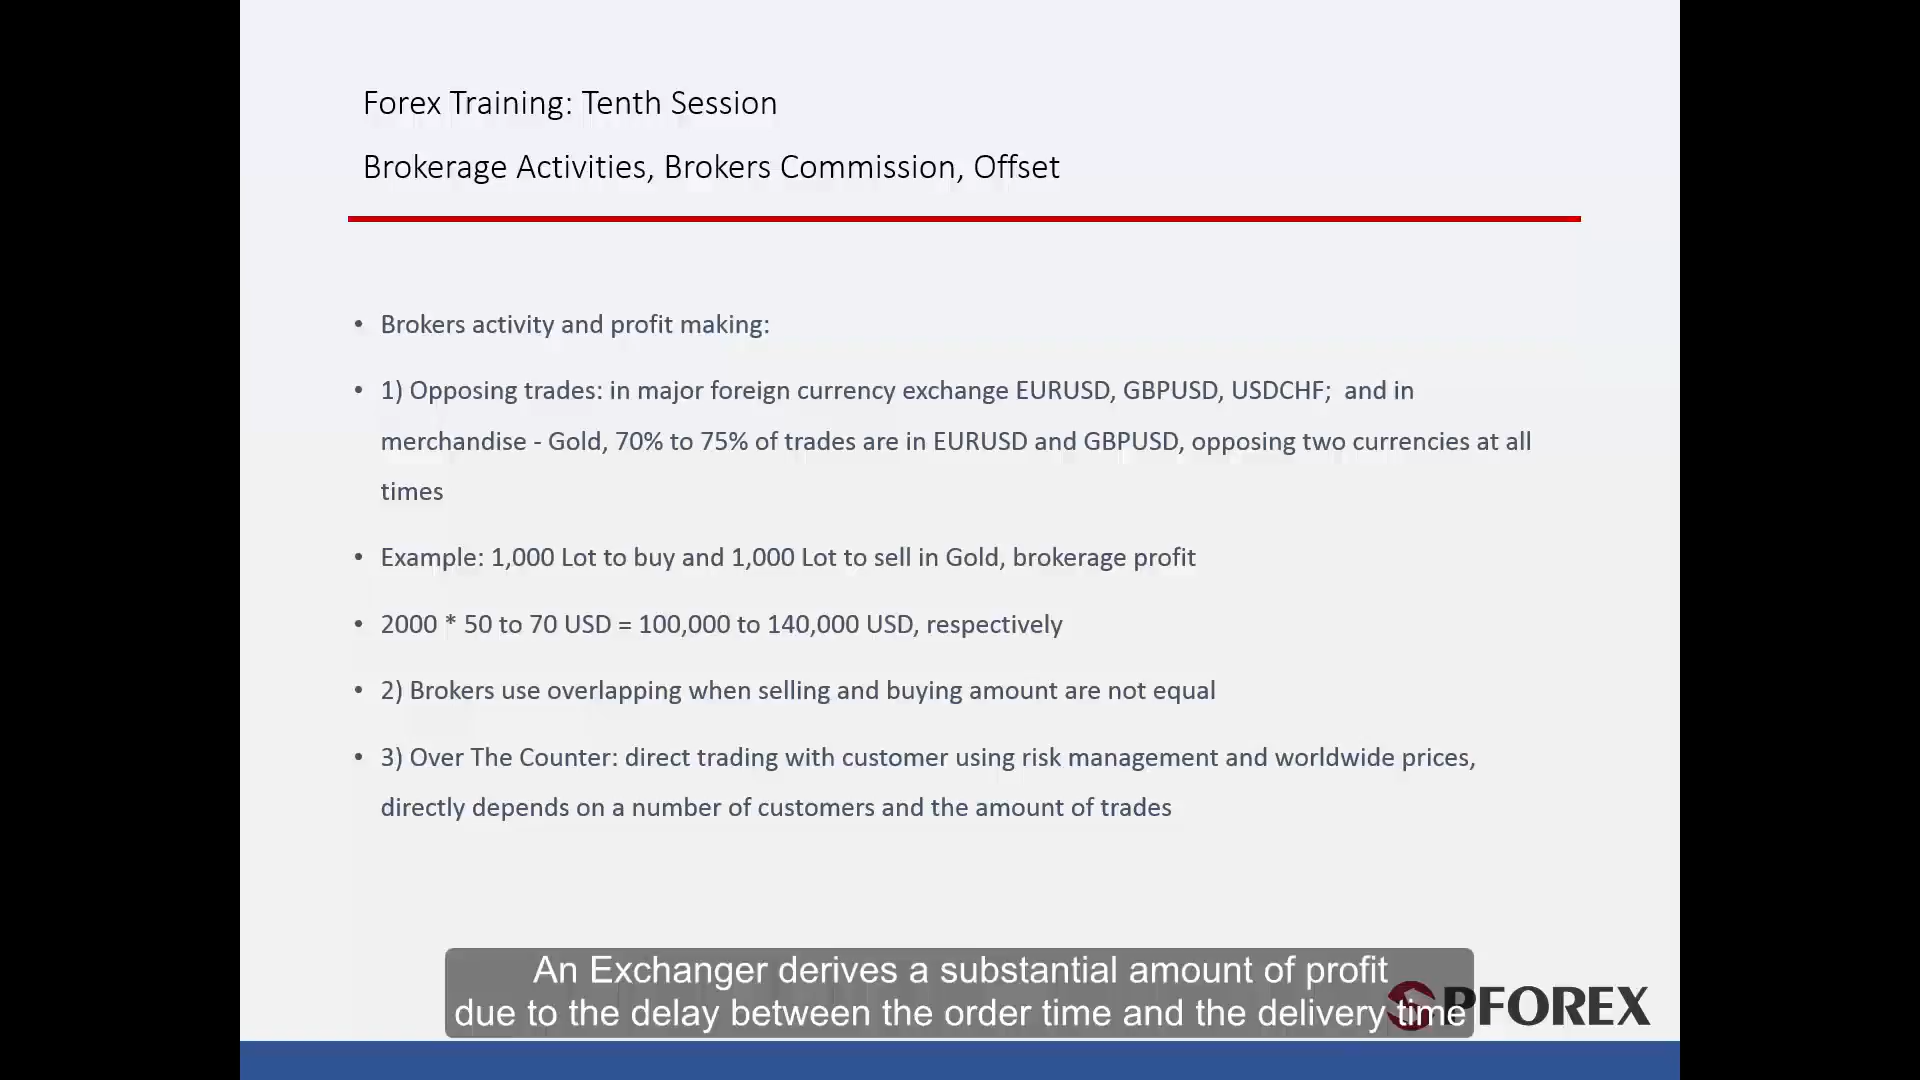 Forex Training: Tenth Session
Brokerage Activities, Brokers Commission, Offset
• Brokers activity and profit making:
• 1) Opposing trades: in major foreign currency exchange EURUSD, GBPUSD, USDCHF;  and in
merchandise - Gold, 70% to 75% of trades are in EURUSD and GBPUSD, opposing two currencies at all
times
• Example: 1,000 Lot to buy and 1,000 Lot to sell in Gold, brokerage profit
• 2000 * 50 to 70 USD = 100,000 to 140,000 USD, respectively
• 2) Brokers use overlapping when selling and buying amount are not equal
• 3) Over The Counter: direct trading with customer using risk management and worldwide prices,
directly depends on a number of customers and the amount of trades
An Exchanger derives a substantial amount of profit
due to the delay between the order time and the delivery time
PFOREX